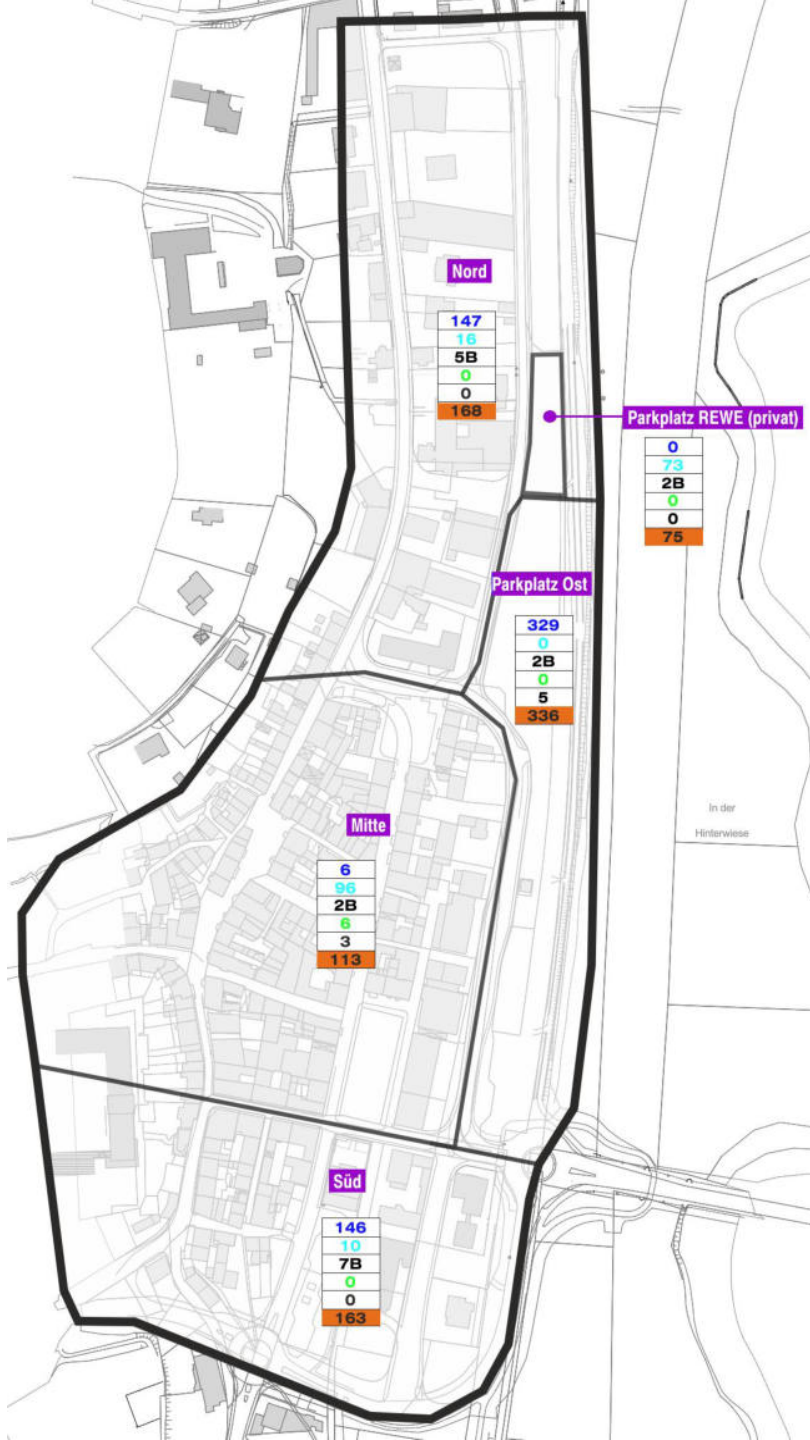 Nord
147
16
5B
0
0
168
Parkplatz REWE (privat)
0
73
2B
0
0
75
Parkplatz Ost
329
0
2B
0
5
336
in der
Hinterwiese
Mitte
6
96
2B
6
3
113
Süd
146
10
7B
0
0
163